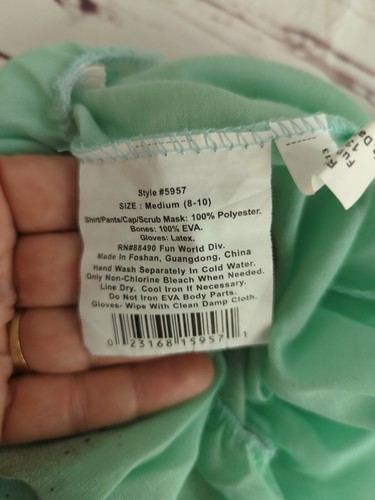 Style #5957
SIZE : Medium (8-10)
Shirt/Pants/Cap/Scrub Mask: 100% Polyester.
Bones: 100% EVA.
Gloves: Latex.
RN#88490 Fun World Div.
Made In Foshan, Guangdong, China
Hand Wash Separately In Cold Water.
Only Non-Chlorine Bleach When Needed.
Line Dry. Cool Iron If Necessary.
Do Not Iron EVA Body Parts.
Gloves- Wipe With Clean Damp Cloth.
0 23168 15957 1